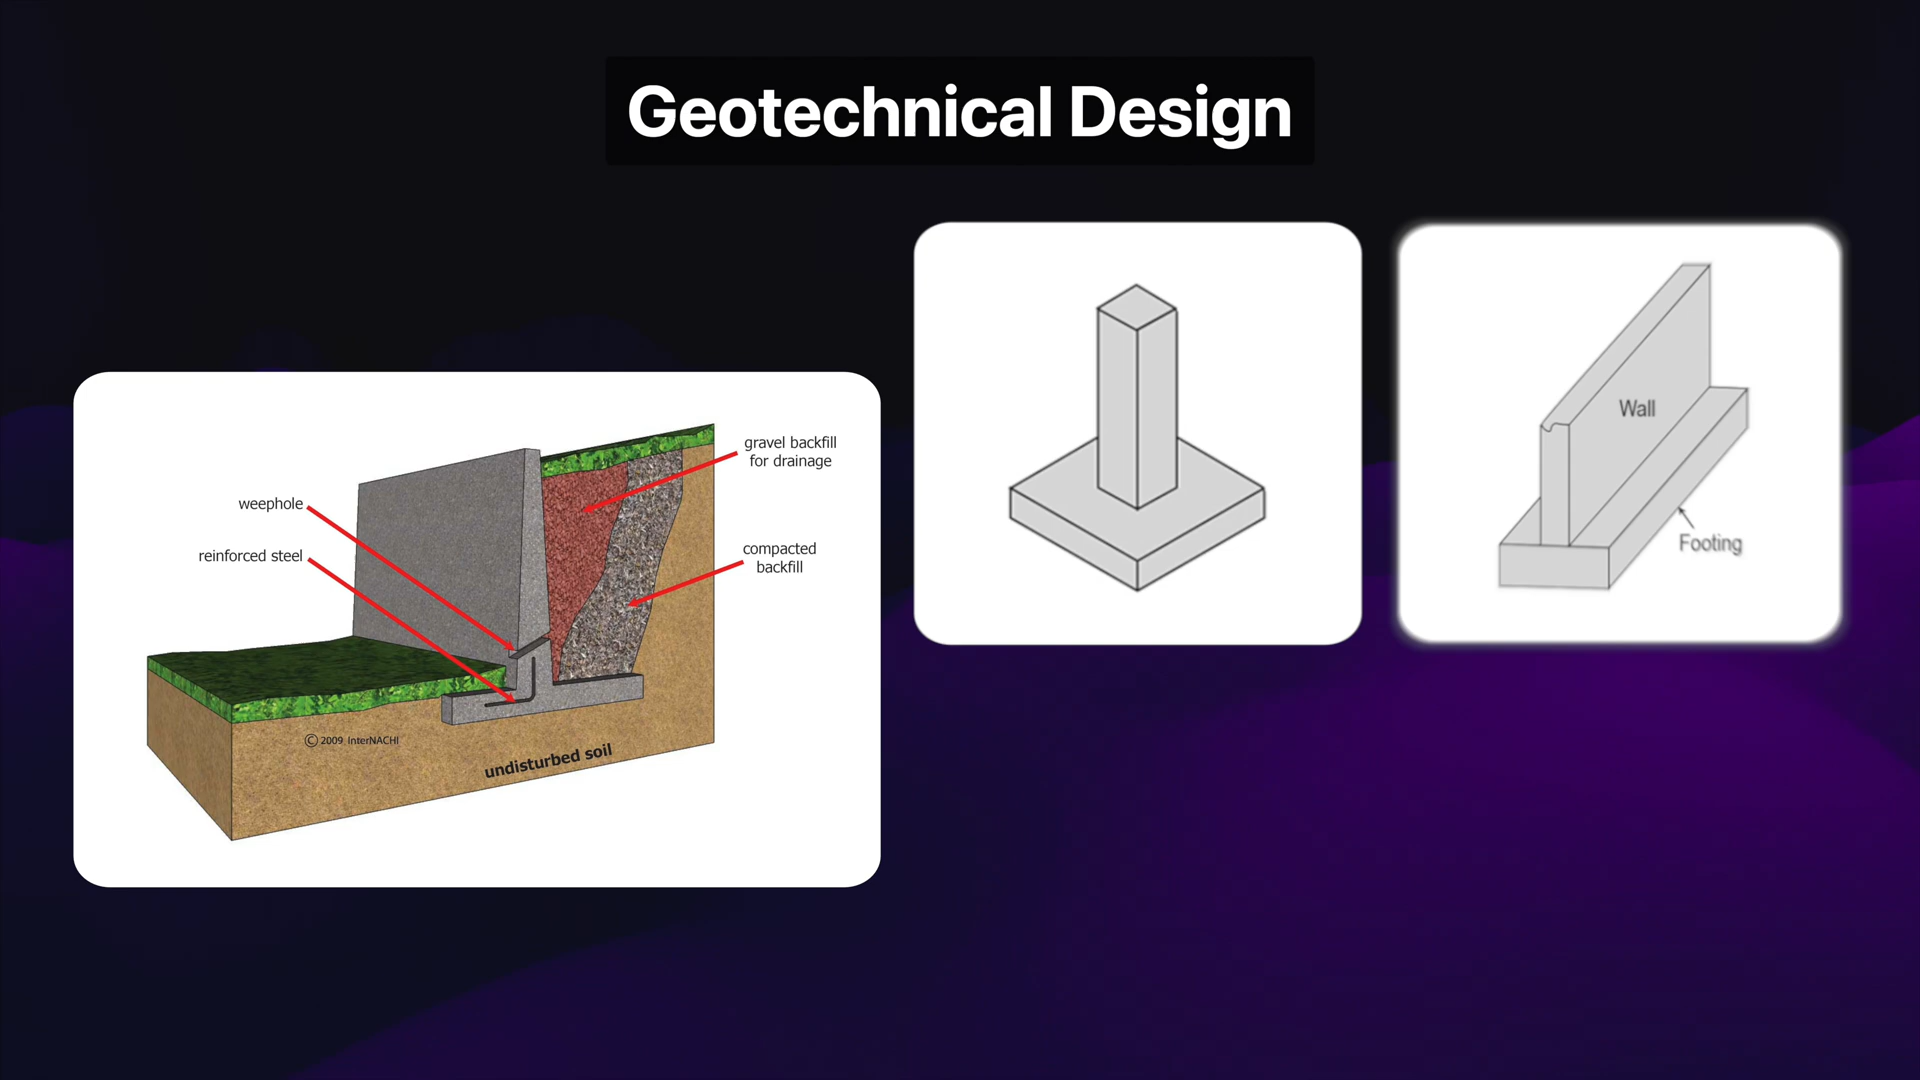 Geotechnical Design
gravel backfill
for drainage
weephole
reinforced steel
compacted
backfill
© 2009 InterNACHI
undisturbed soil
Wall
Footing